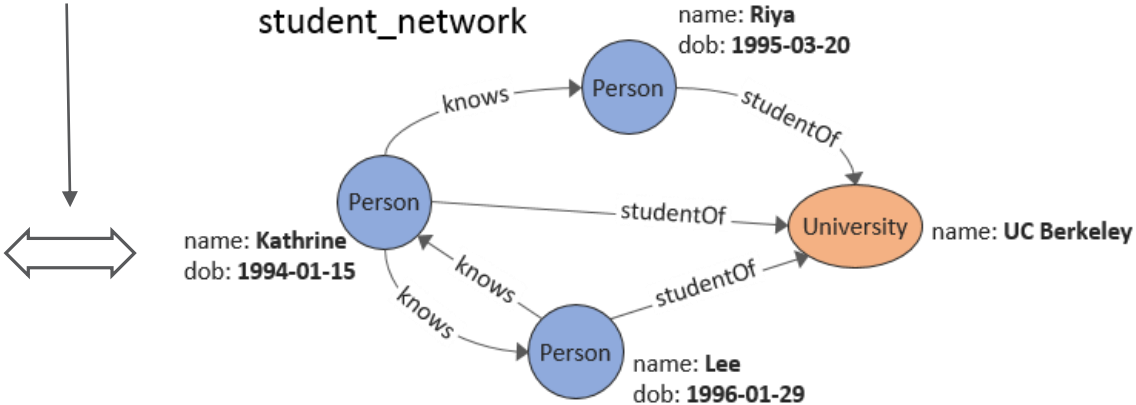 student_network
name: Riya
dob: 1995-03-20
Person
knows
studentOf
Person
studentOf
University
name: UC Berkeley
name: Kathrine
dob: 1994-01-15
knows
studentOf
knows
Person
name: Lee
dob: 1996-01-29